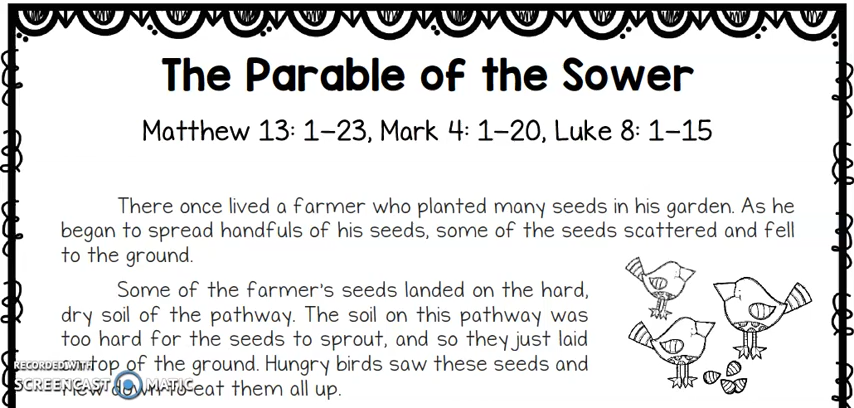 The Parable of the Sower
Matthew 13: 1–23, Mark 4: 1–20, Luke 8: 1–15
There once lived a farmer who planted many seeds in his garden. As he
began to spread handfuls of his seeds, some of the seeds scattered and fell
to the ground.
Some of the farmer's seeds landed on the hard,
dry soil of the pathway. The soil on this pathway was
too hard for the seeds to sprout, and so they just laid
top of the ground. Hungry birds saw these seeds and
flew down to eat them all up.
RECORDED WITH
SCREENCAST MATIC